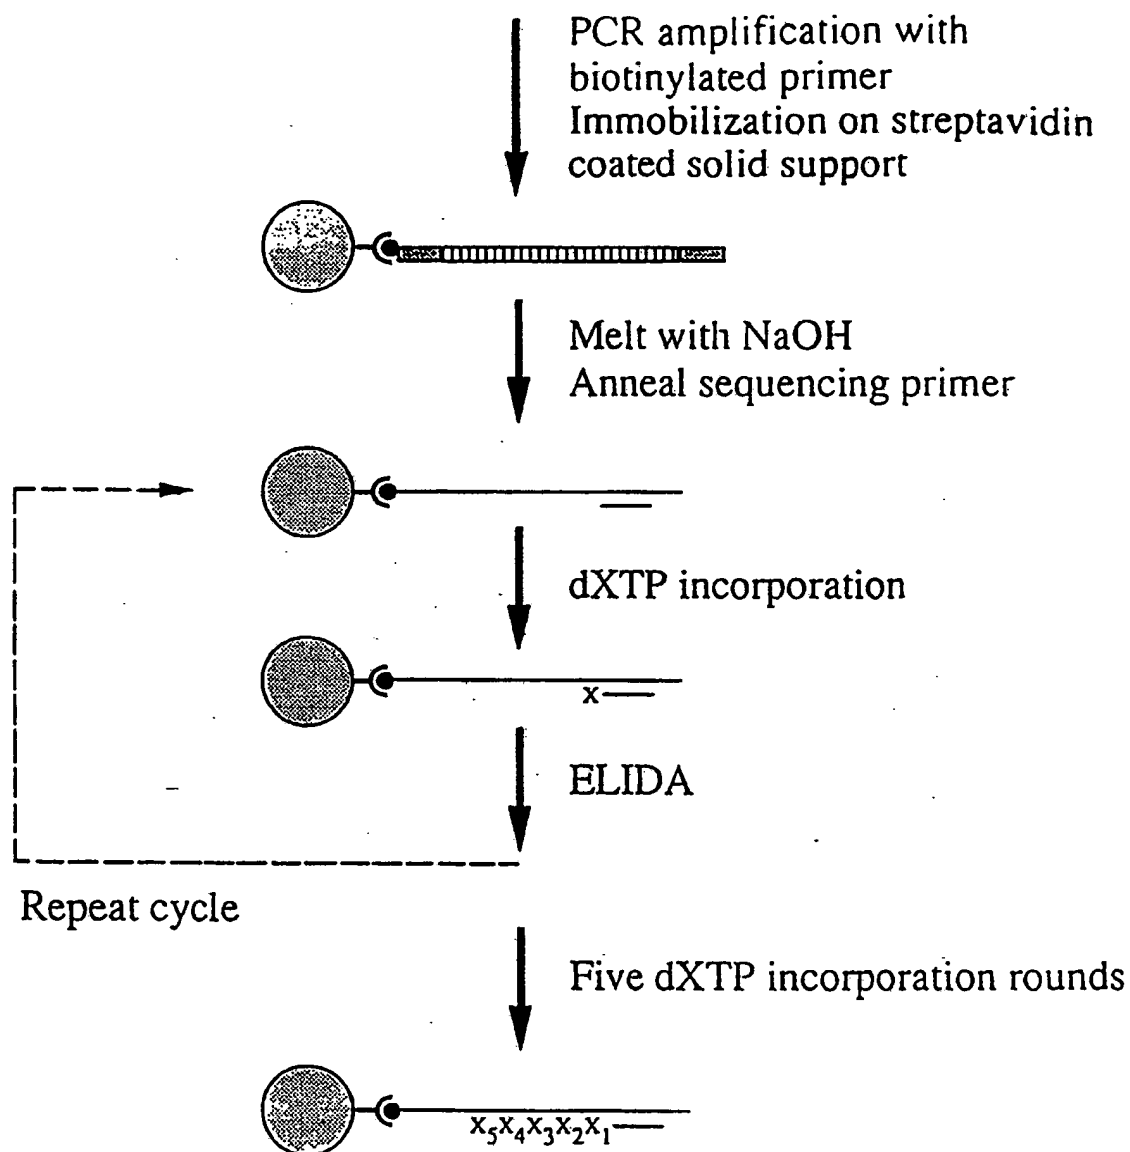 PCR amplification with
biotinylated primer
Immobilization on streptavidin
coated solid support
Melt with NaOH
Anneal sequencing primer
dXTP incorporation
x
ELIDA
Repeat cycle
Five dXTP incorporation rounds
x₅x₄x₃x₂x₁